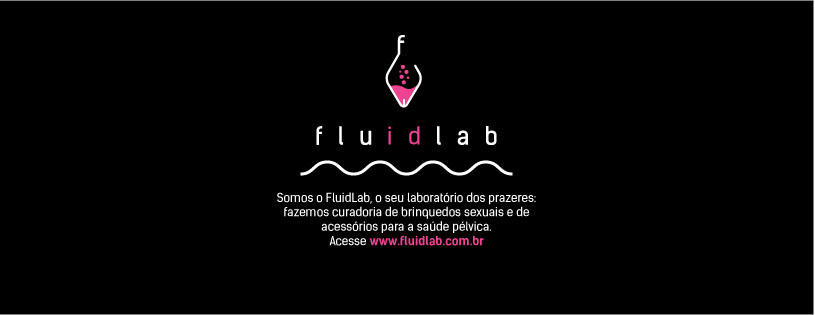 f
fluidlab
Somos o FluidLab, o seu laboratório dos prazeres:
fazemos curadoria de brinquedos sexuais e de
acessórios para a saúde pélvica.
Acesse www.fluidlab.com.br